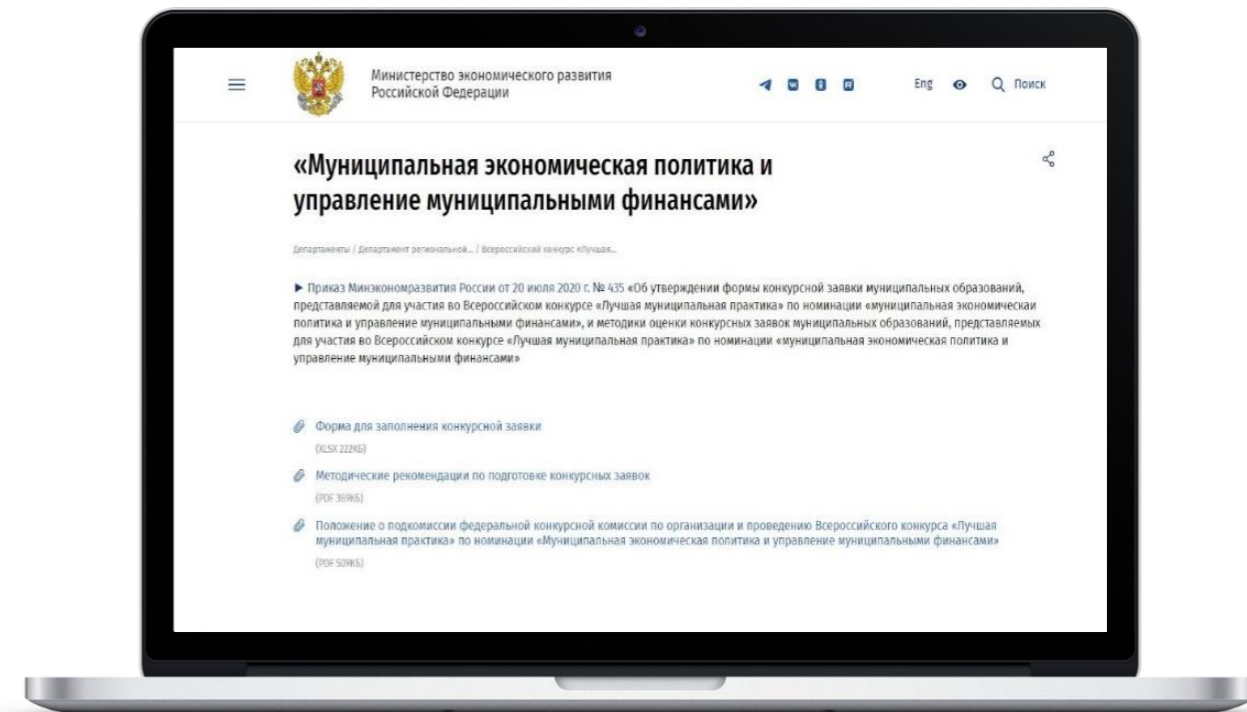 Министерство экономического развития
Российской Федерации
Eng
Поиск
«Муниципальная экономическая политика и
управление муниципальными финансами»
Департаменты / Департамент региональной... / Всероссийский конкурс «Лучшая...
► Приказ Минэкономразвития России от 20 июля 2020 г. № 435 «Об утверждении формы конкурсной заявки муниципальных образований,
представляемой для участия во Всероссийском конкурсе «Лучшая муниципальная практика» по номинации «муниципальная экономическаи
политика и управление муниципальными финансами», и методики оценки конкурсных заявок муниципальных образований, представляемых
для участия во Всероссийском конкурсе «Лучшая муниципальная практика» по номинации «муниципальная экономическая политика и
управление муниципальными финансами»
Форма для заполнения конкурсной заявки
(XLSX 222КБ)
Методические рекомендации по подготовке конкурсных заявок
(PDF 369КБ)
Положение о подкомиссии федеральной конкурсной комиссии по организации и проведению Всероссийского конкурса «Лучшая
муниципальная практика» по номинации «Муниципальная экономическая политика и управление муниципальными финансами»
(PDF 509КБ)